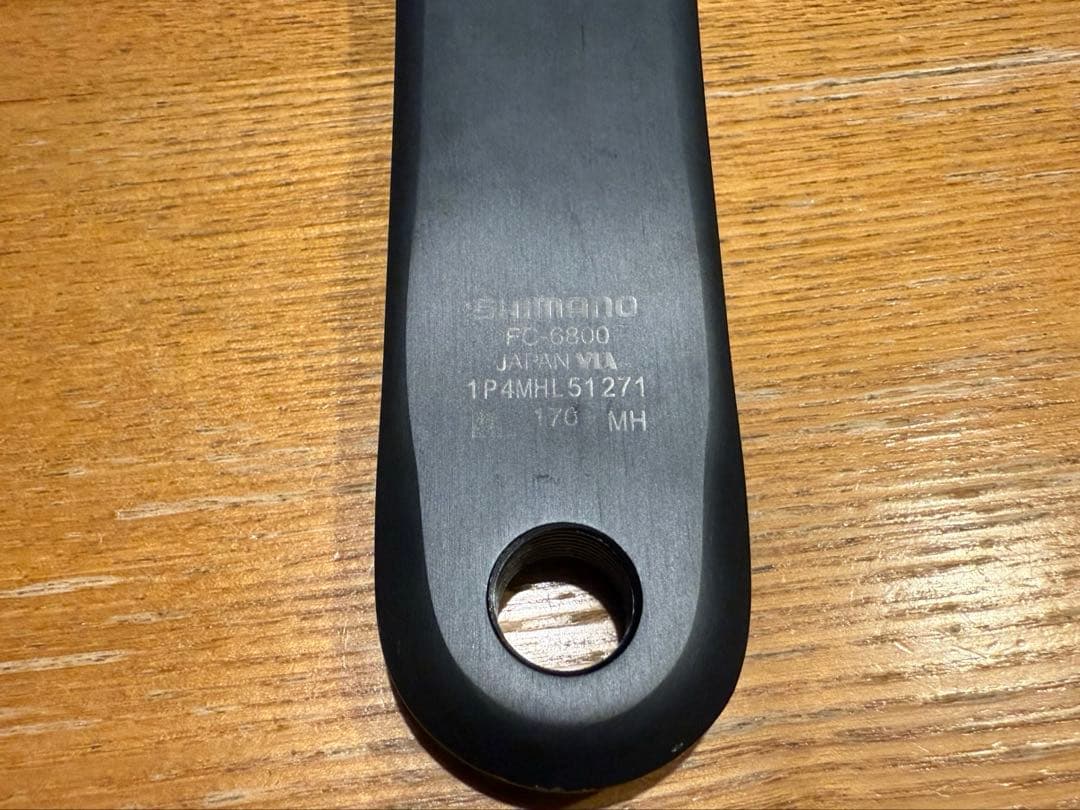 SHIMANO
FC-6800
JAPAN VIA
1P4MHL51271
170 MH